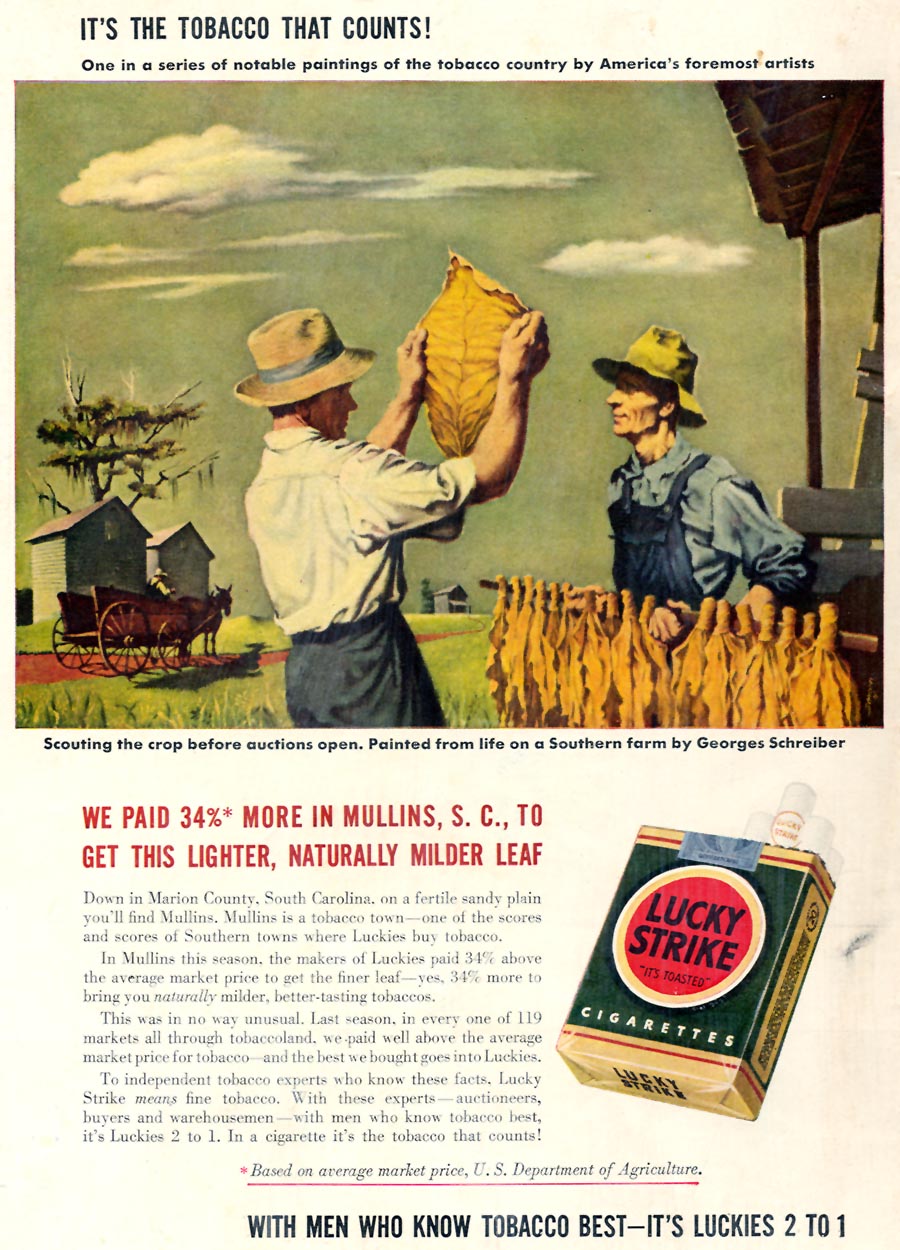 IT'S THE TOBACCO THAT COUNTS!
One in a series of notable paintings of the tobacco country by America's foremost artists
Scouting the crop before auctions open. Painted from life on a Southern farm by Georges Schreiber
WE PAID 34%* MORE IN MULLINS, S. C., TO
GET THIS LIGHTER, NATURALLY MILDER LEAF
Down in Marion County, South Carolina, on a fertile sandy plain
you'll find Mullins. Mullins is a tobacco town—one of the scores
and scores of Southern towns where Luckies buy tobacco.
In Mullins this season, the makers of Luckies paid 34% above
the average market price to get the finer leaf—yes, 34% more to
bring you naturally milder, better-tasting tobaccos.
This was in no way unusual. Last season, in every one of 119
markets all through tobaccoland, we paid well above the average
market price for tobacco—and the best we bought goes into Luckies.
To independent tobacco experts who know these facts, Lucky
Strike means fine tobacco. With these experts—auctioneers,
buyers and warehousemen—with men who know tobacco best,
it's Luckies 2 to 1. In a cigarette it's the tobacco that counts!
*Based on average market price, U. S. Department of Agriculture.
LUCKY
STRIKE
LUCKY
STRIKE
"IT'S TOASTED"
CIGARETTES
LUCKY
STRIKE
WITH MEN WHO KNOW TOBACCO BEST—IT'S LUCKIES 2 TO 1